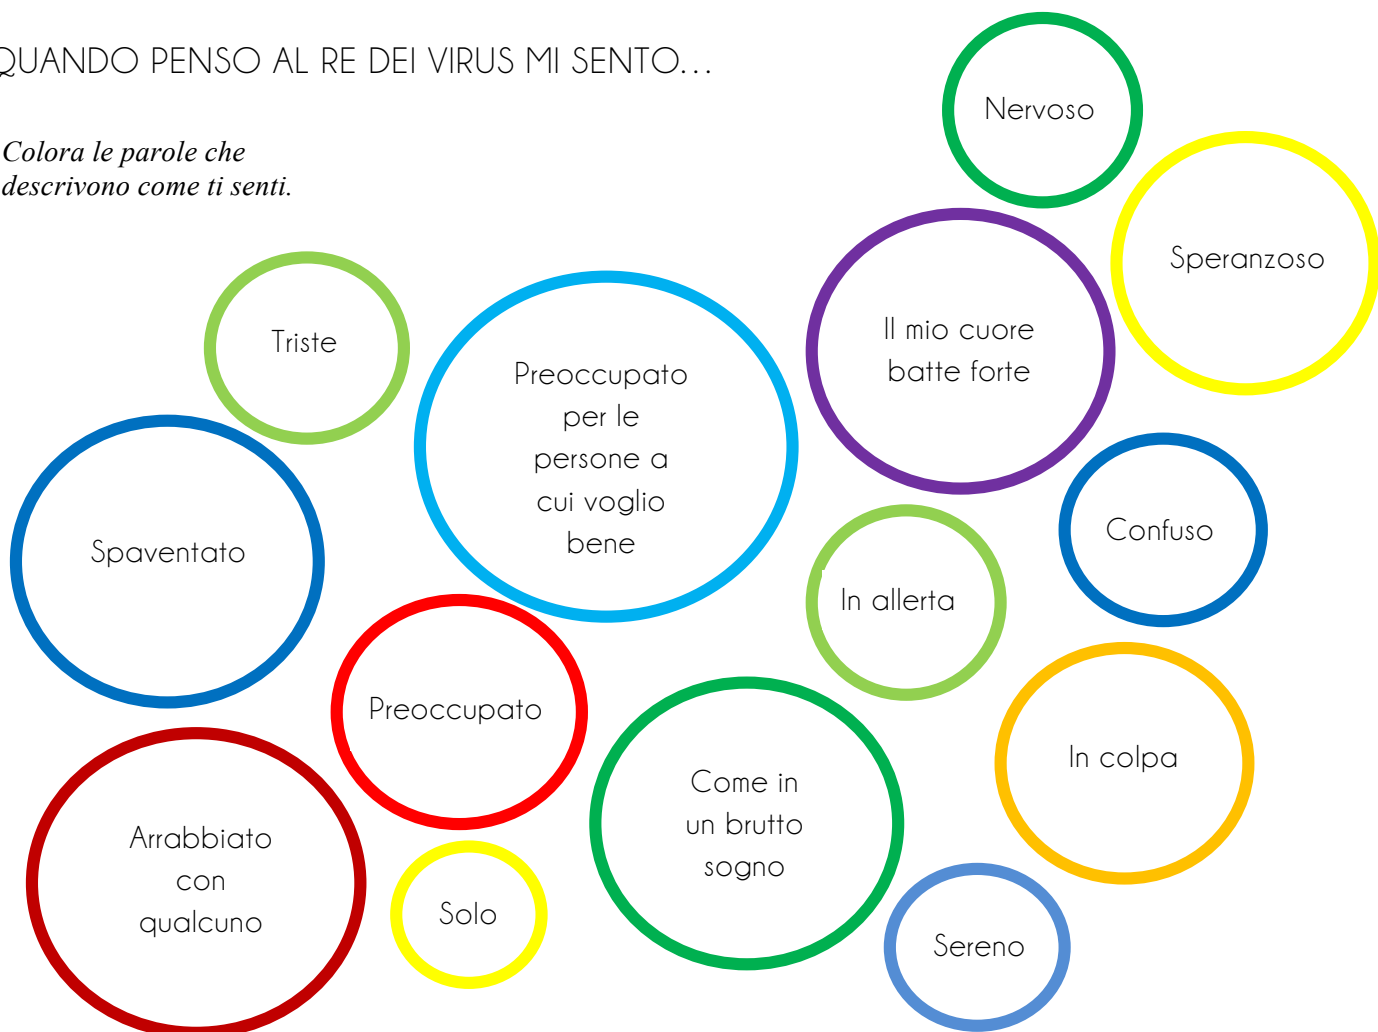 QUANDO PENSO AL RE DEI VIRUS MI SENTO...
Colora le parole che
descrivono come ti senti.
Nervoso
Speranzoso
Il mio cuore
batte forte
Triste
Preoccupato
per le
persone a
cui voglio
bene
Confuso
Spaventato
In allerta
Preoccupato
In colpa
Come in
un brutto
sogno
Arrabbiato
con
qualcuno
Solo
Sereno